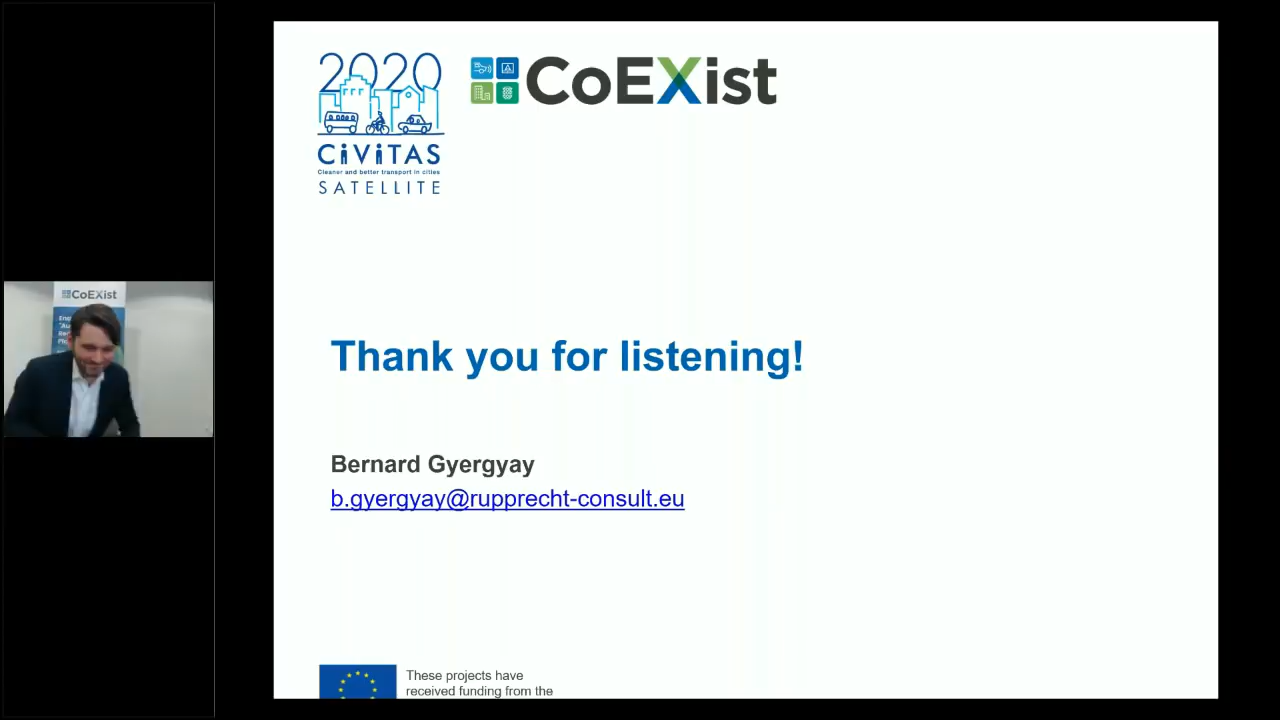 2020
CiViTAS
Cleaner and better transport in cities
SATELLITE
CoEXist
CoEXist
Thank you for listening!
Bernard Gyergyay
b.gyergyay@rupprecht-consult.eu
These projects have
received funding from the